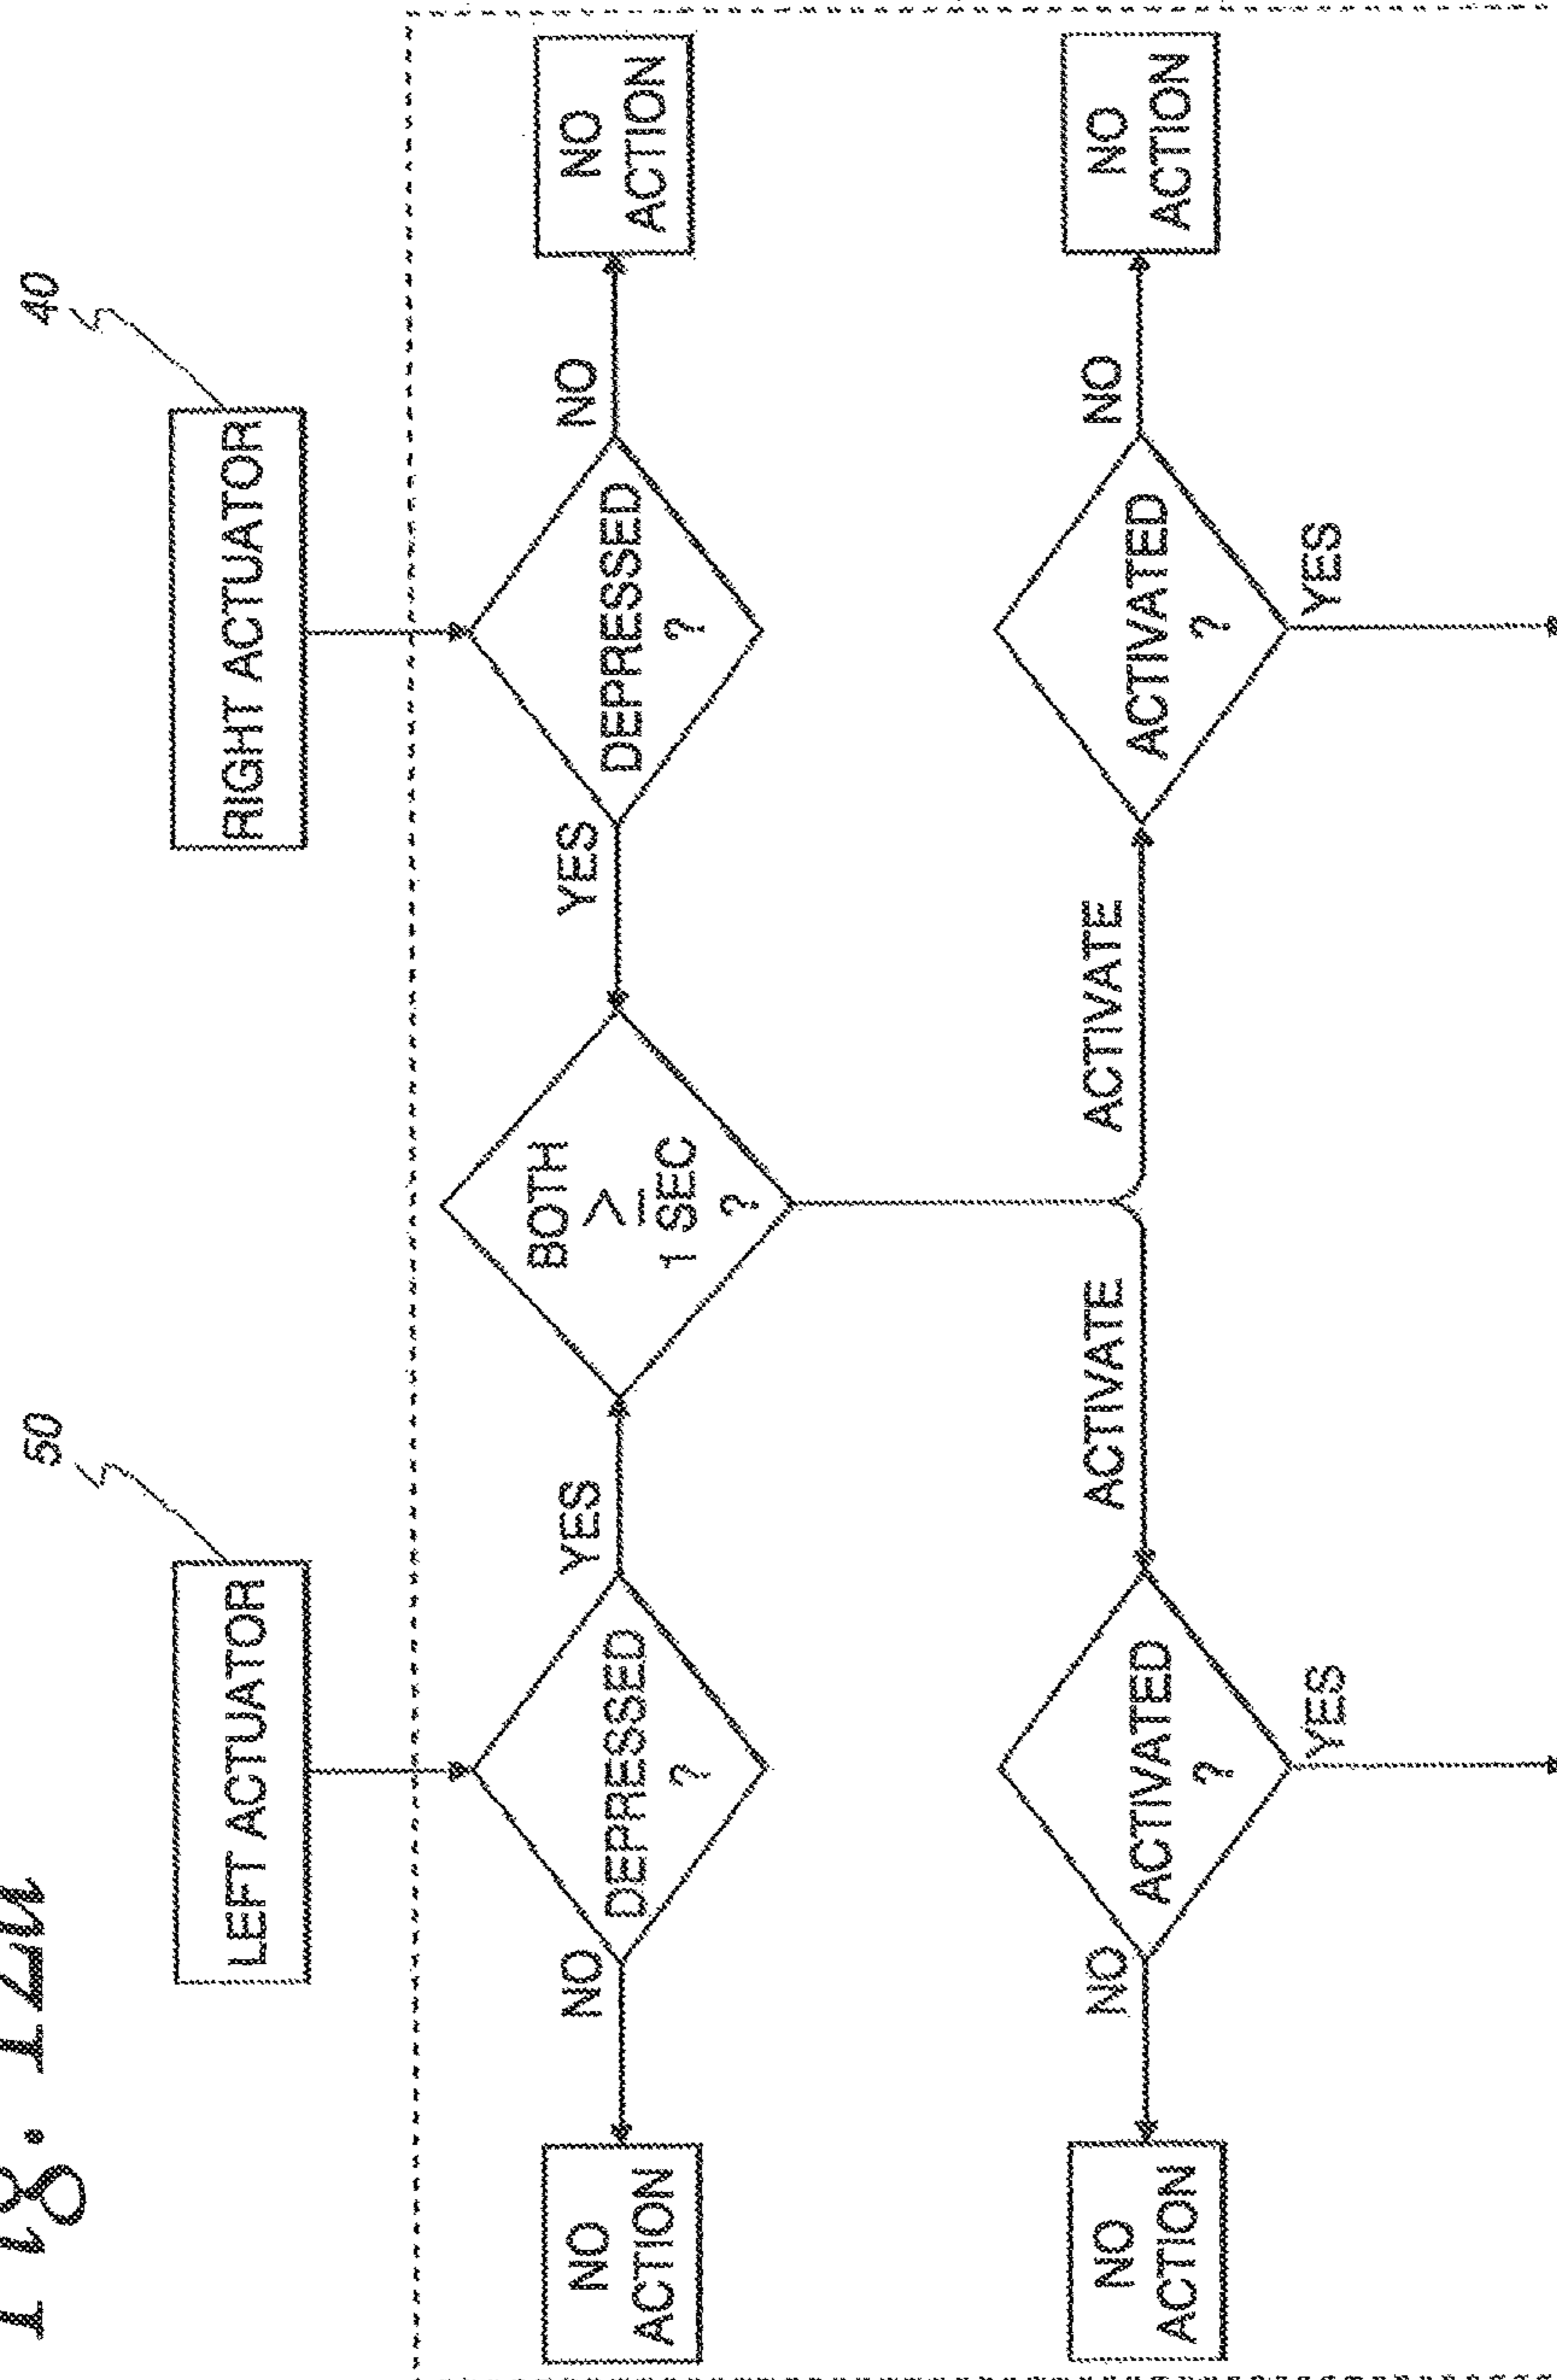 Fig. 12a
50
40
LEFT ACTUATOR
RIGHT ACTUATOR
NO
ACTION
NO
DEPRESSED
?
YES
BOTH
≥
1 SEC
?
YES
DEPRESSED
?
NO
NO
ACTION
NO
ACTION
NO
ACTIVATED
?
YES
ACTIVATE
ACTIVATE
ACTIVATED
?
YES
NO
NO
ACTION